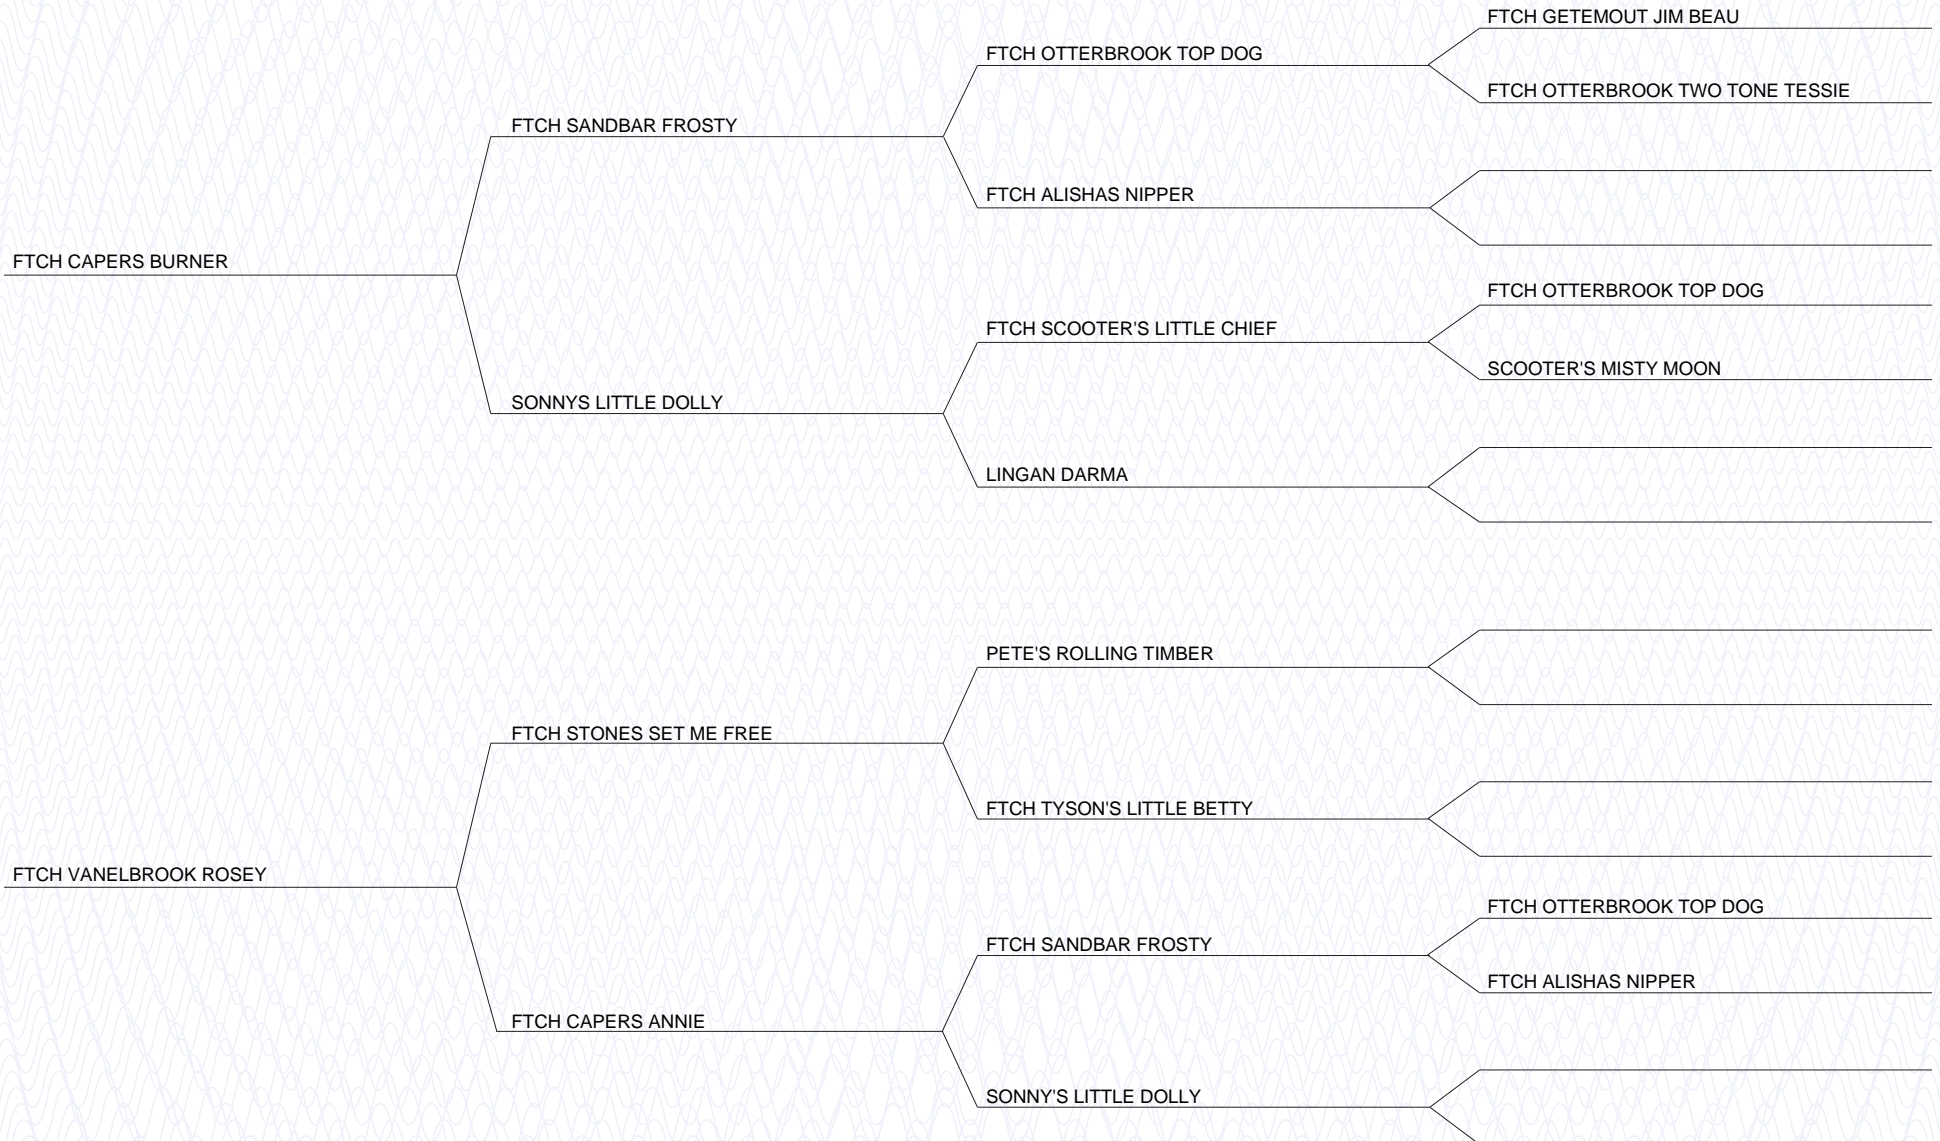 FTCH GETEMOUT JIM BEAU
FTCH OTTERBROOK TOP DOG
FTCH OTTERBROOK TWO TONE TESSIE
FTCH SANDBAR FROSTY
FTCH ALISHAS NIPPER
FTCH CAPERS BURNER
FTCH OTTERBROOK TOP DOG
FTCH SCOOTER'S LITTLE CHIEF
SCOOTER'S MISTY MOON
SONNYS LITTLE DOLLY
LINGAN DARMA
PETE'S ROLLING TIMBER
FTCH STONES SET ME FREE
FTCH TYSON'S LITTLE BETTY
FTCH VANELBROOK ROSEY
FTCH OTTERBROOK TOP DOG
FTCH SANDBAR FROSTY
FTCH ALISHAS NIPPER
FTCH CAPERS ANNIE
SONNY'S LITTLE DOLLY